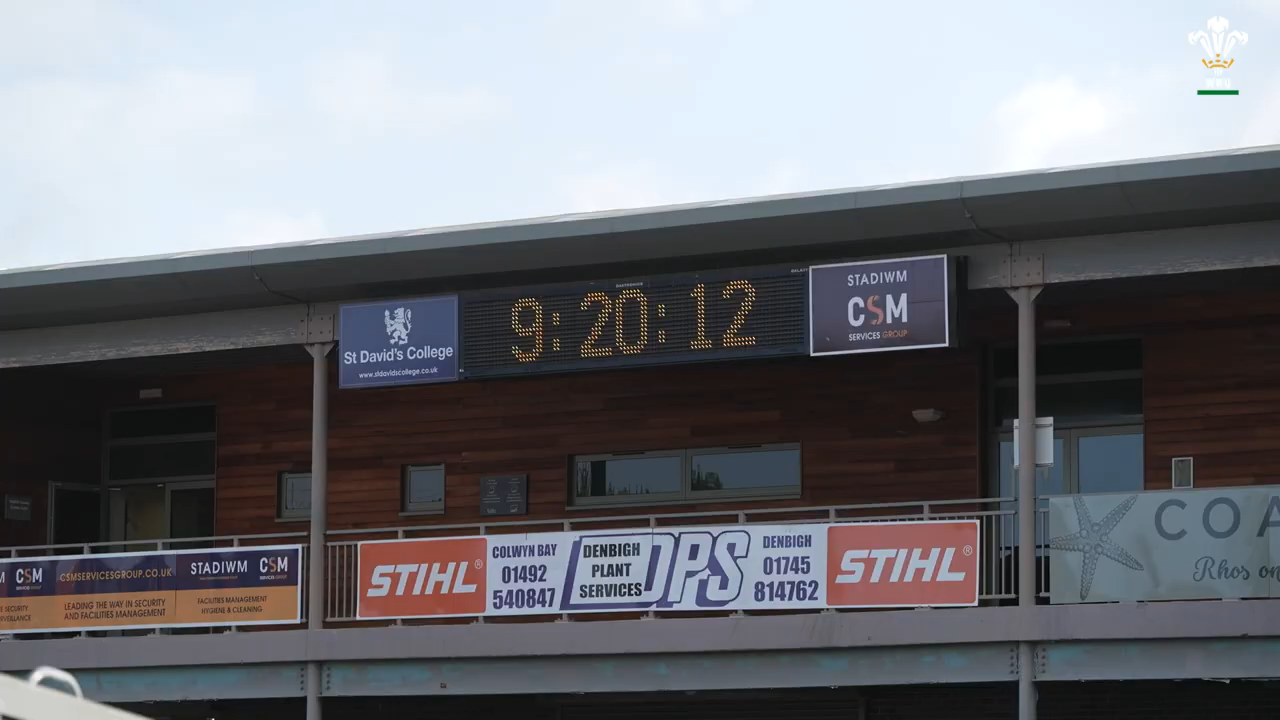 WRU
DAKTRONICS
9:20:12
St David's College
www.stdavidscollege.co.uk
STADIWM
CSM
SERVICES GROUP
CSM
CSMSERVICESGROUP.CO.UK
STADIWM
CSM
LEADING THE WAY IN SECURITY
AND FACILITIES MANAGEMENT
FACILITIES MANAGEMENT
HYGIENE & CLEANING
STIHL®
COLWYN BAY
01492
540847
DENBIGH
PLANT
SERVICES
DPS
DENBIGH
01745
814762
STIHL®
COA
Rhos on